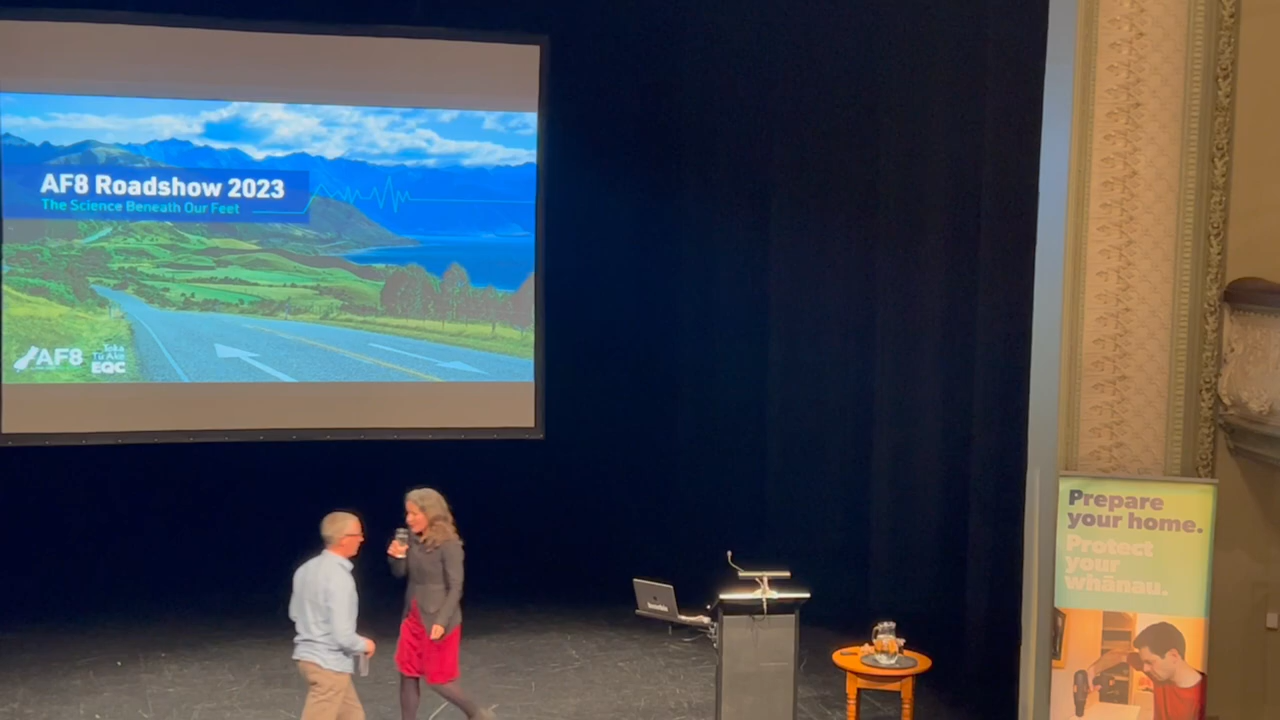 AF8 Roadshow 2023
The Science Beneath Our Feet
AF8
Toka
Tū Ake
EQC
Prepare
your home.
Protect
your
whānau.